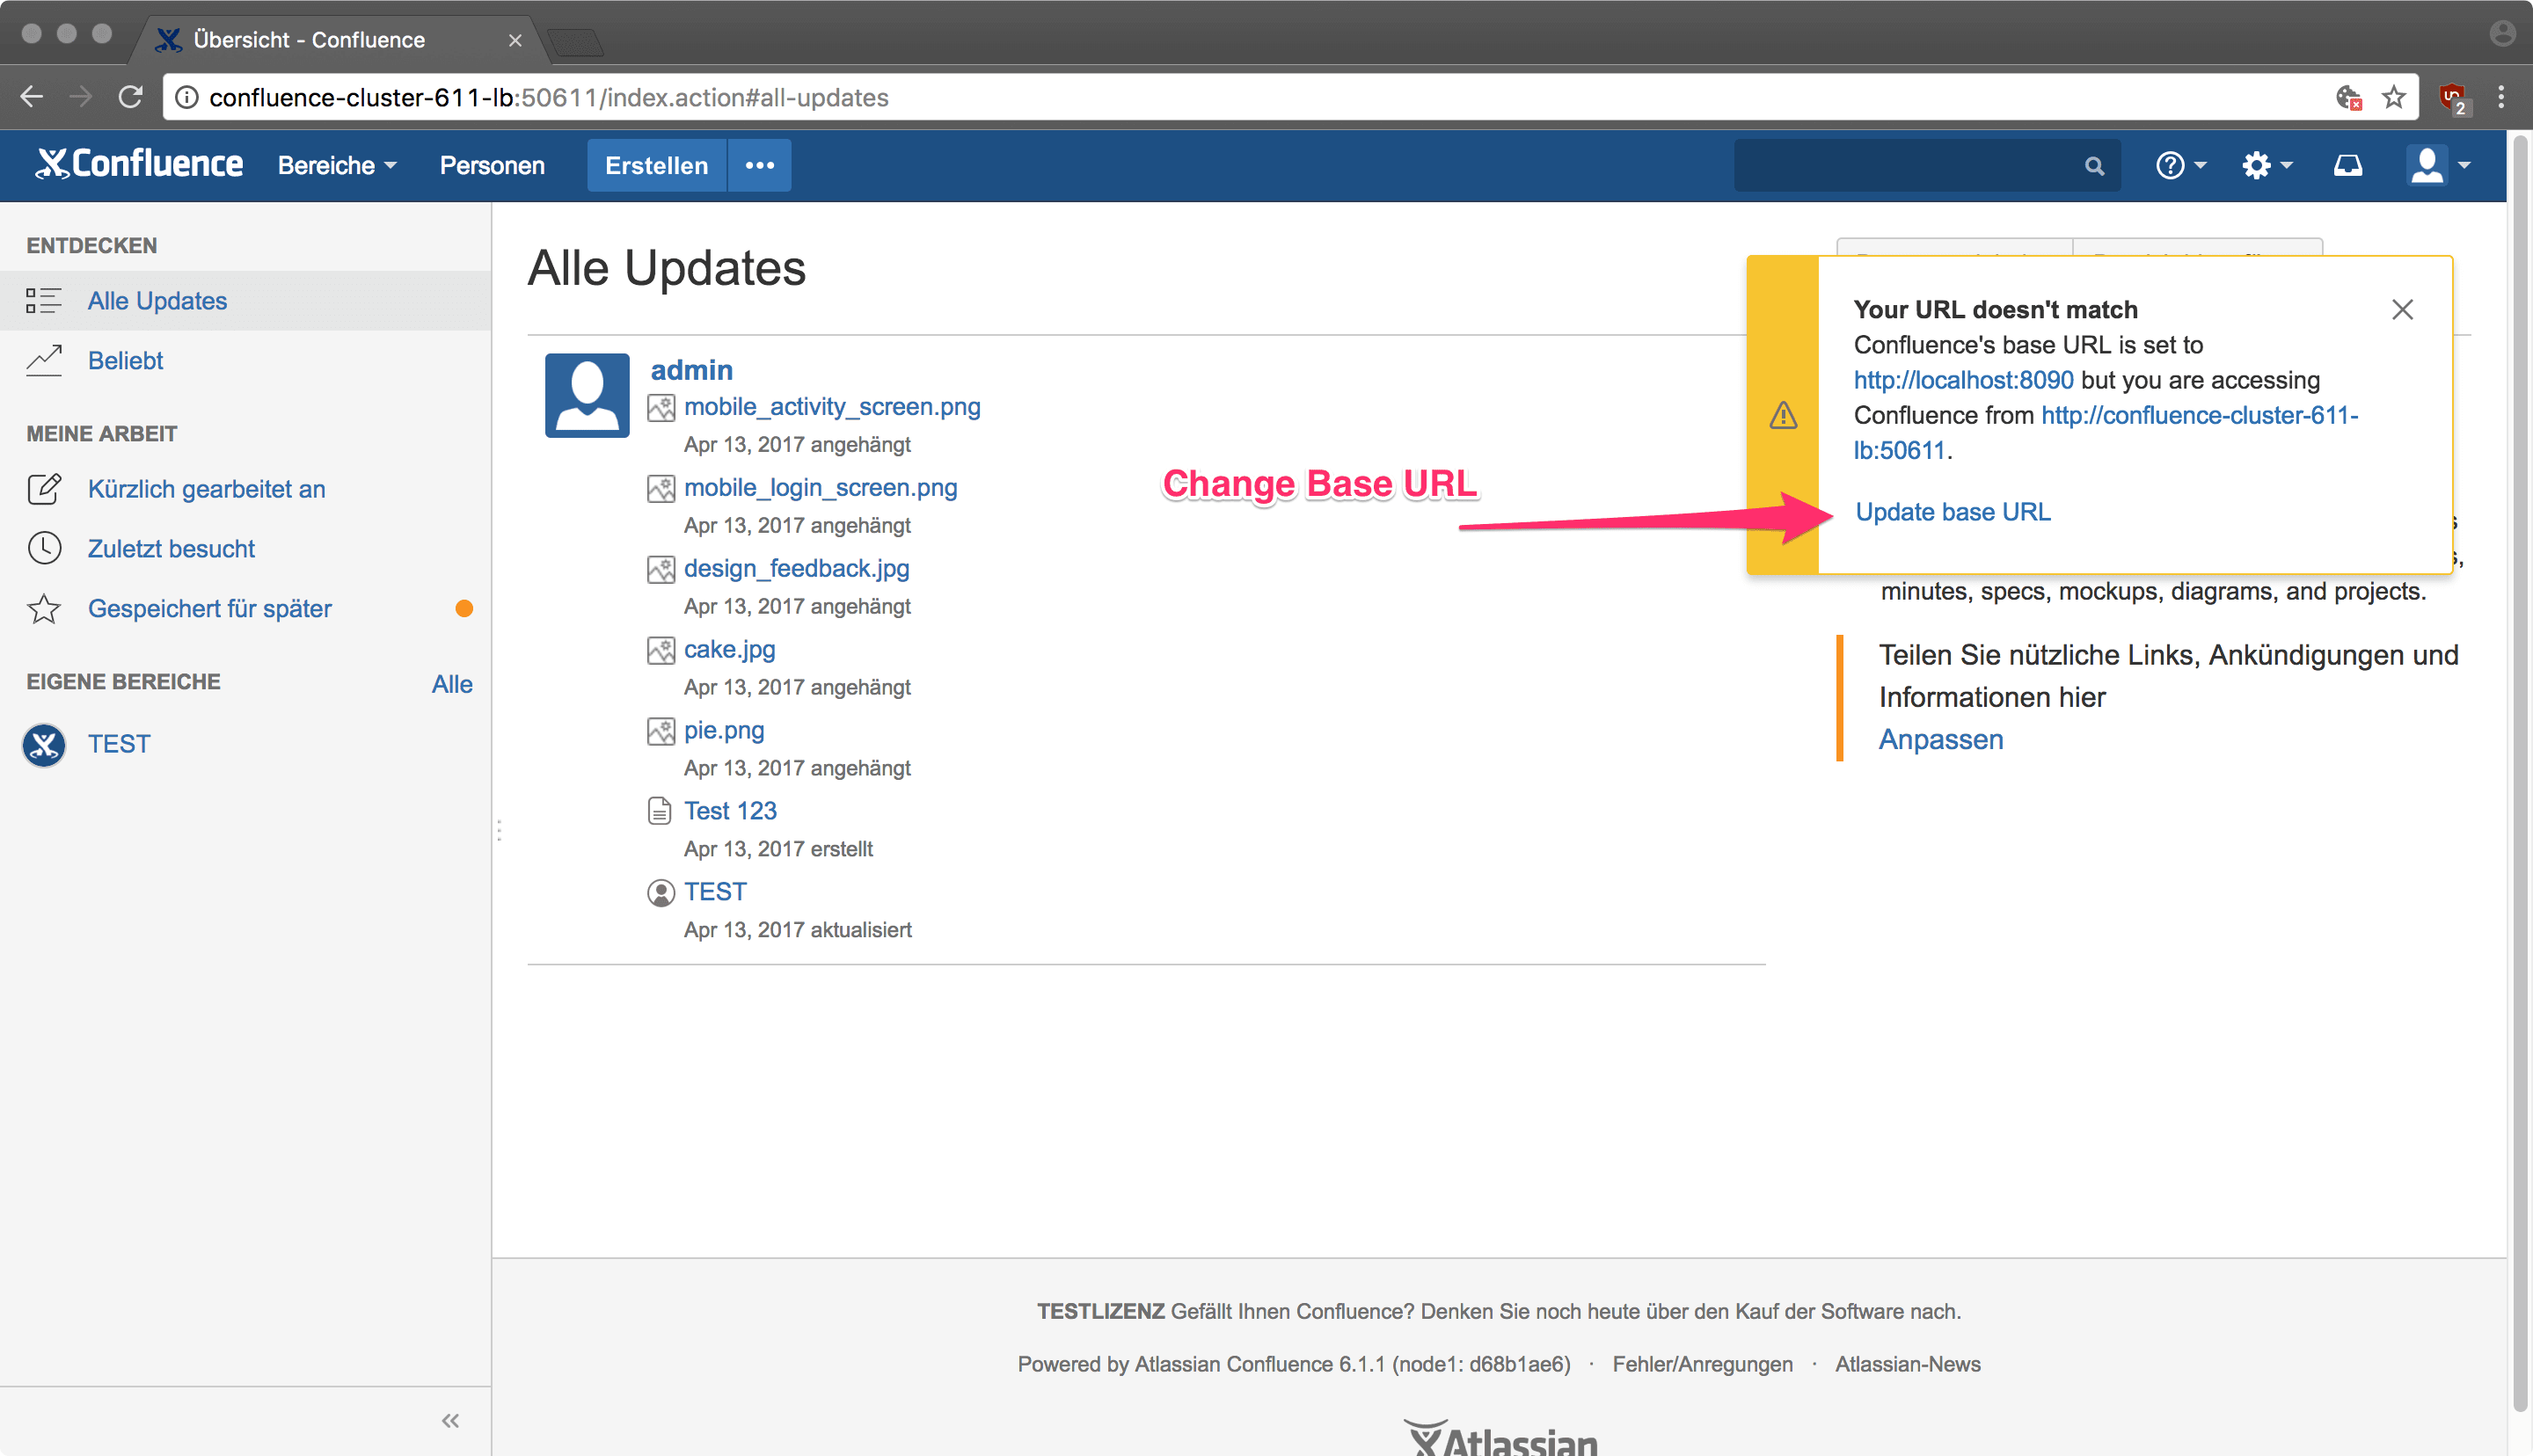 Übersicht - Confluence
confluence-cluster-611-lb:50611/index.action#all-updates
2
Confluence
Bereiche
Personen
Erstellen
ENTDECKEN
Alle Updates
Beliebt
MEINE ARBEIT
Kürzlich gearbeitet an
Zuletzt besucht
Gespeichert für später
EIGENE BEREICHE
Alle
TEST
Alle Updates
admin
mobile_activity_screen.png
Apr 13, 2017 angehängt
mobile_login_screen.png
Apr 13, 2017 angehängt
design_feedback.jpg
Apr 13, 2017 angehängt
cake.jpg
Apr 13, 2017 angehängt
pie.png
Apr 13, 2017 angehängt
Test 123
Apr 13, 2017 erstellt
TEST
Apr 13, 2017 aktualisiert
Change Base URL
Your URL doesn't match
Confluence's base URL is set to
http://localhost:8090 but you are accessing
Confluence from http://confluence-cluster-611-
lb:50611.
Update base URL
minutes, specs, mockups, diagrams, and projects.
Teilen Sie nützliche Links, Ankündigungen und
Informationen hier
Anpassen
TESTLIZENZ Gefällt Ihnen Confluence? Denken Sie noch heute über den Kauf der Software nach.
Powered by Atlassian Confluence 6.1.1 (node1: d68b1ae6) · Fehler/Anregungen · Atlassian-News
Atlassian